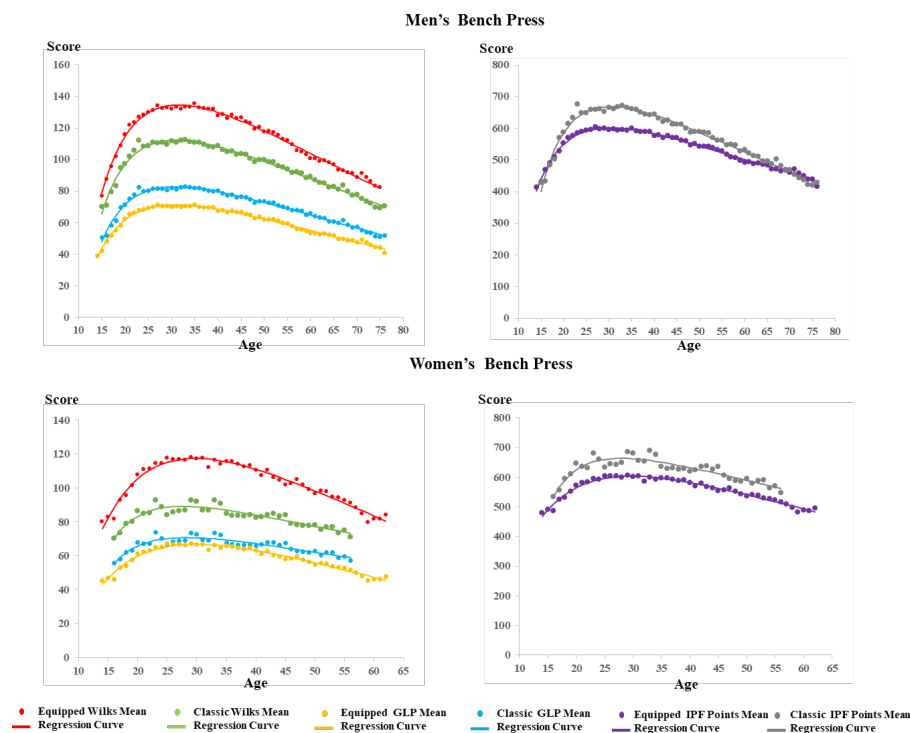 Men's Bench Press
Score
160
140
120
100
80
60
40
20
0
10 15 20 25 30 35 40 45 50 55 60 65 70 75 80
Age
800
700
600
500
400
300
200
100
0
10 15 20 25 30 35 40 45 50 55 60 65 70 75 80
Age
Women's Bench Press
Score
140
120
100
80
60
40
20
0
10 15 20 25 30 35 40 45 50 55 60 65
Age
Score
800
700
600
500
400
300
200
100
0
10 15 20 25 30 35 40 45 50 55 60 65
Age
Equipped Wilks Mean
Regression Curve
Classic Wilks Mean
Regression Curve
Equipped GLP Mean
Regression Curve
Classic GLP Mean
Regression Curve
Equipped IPF Points Mean
Regression Curve
Classic IPF Points Mean
Regression Curve